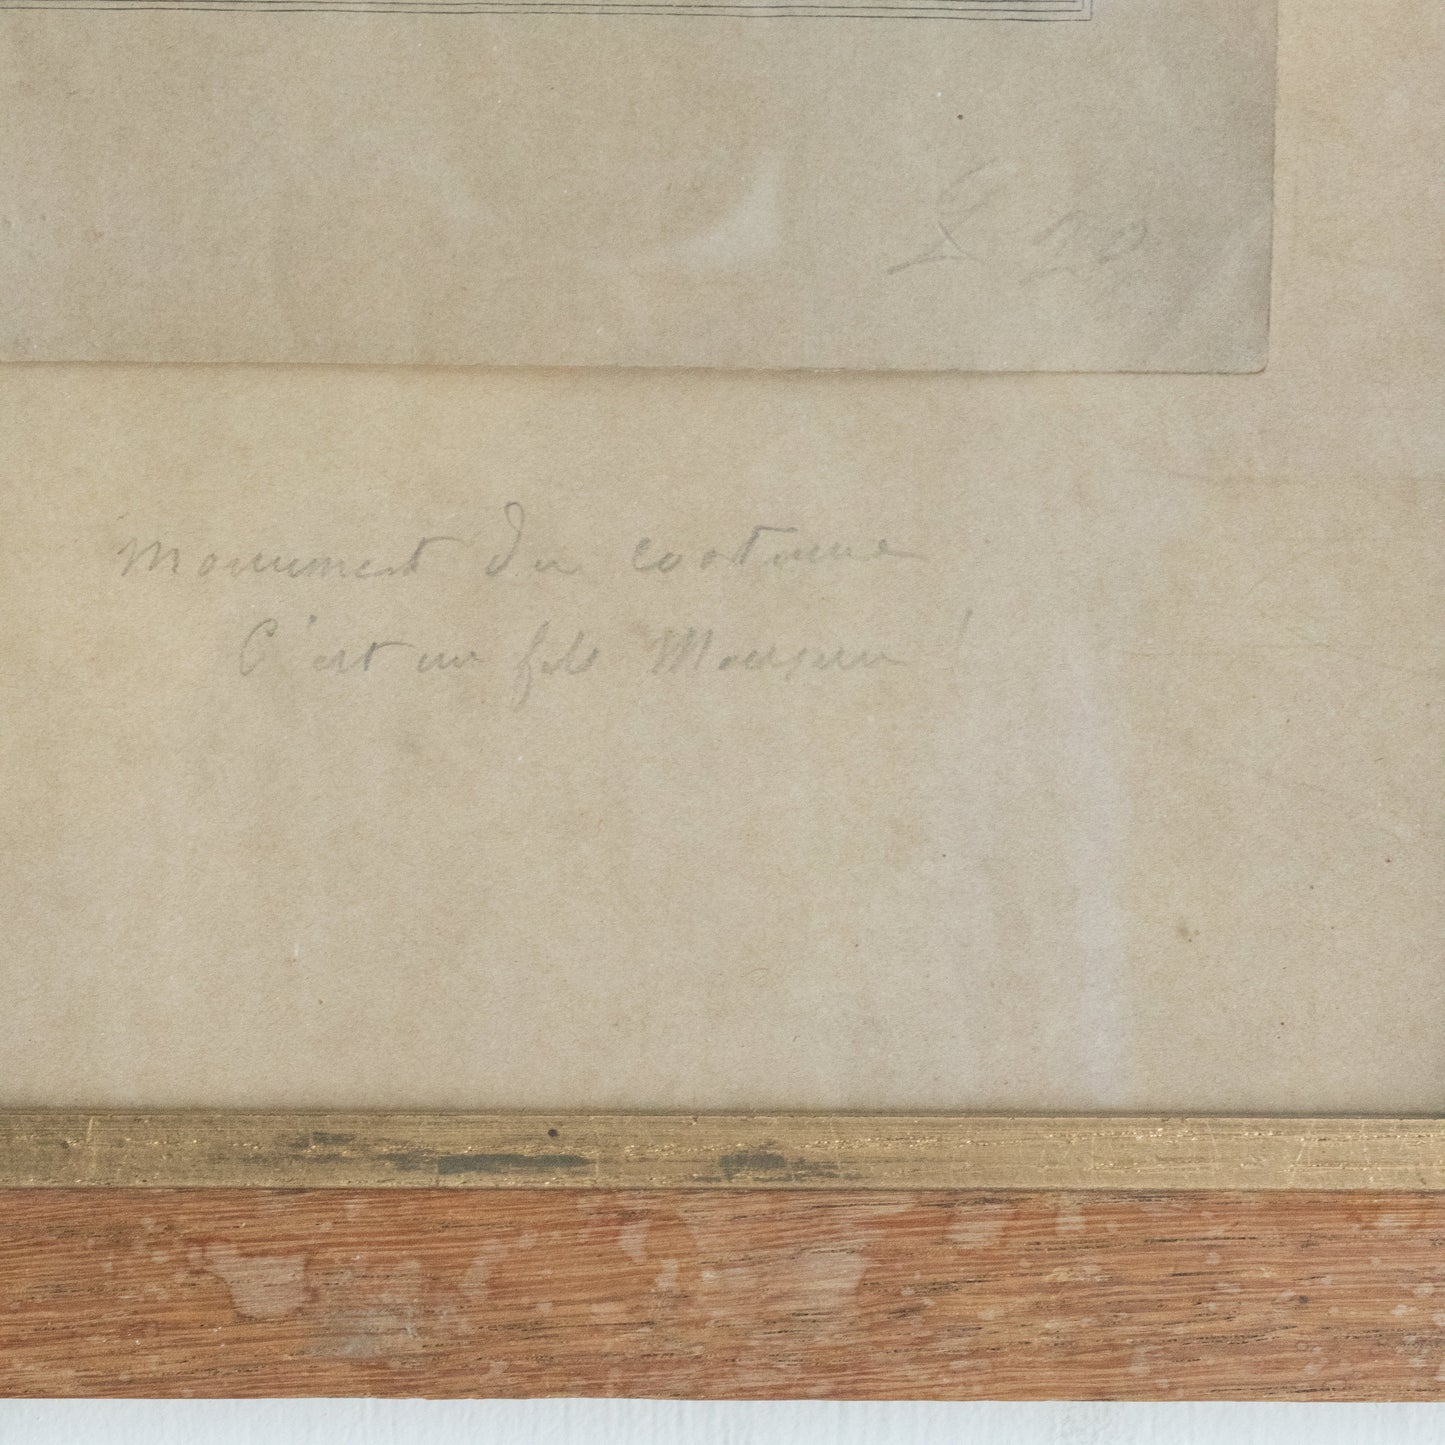 Monument du costume
C'est un fils Monsieur !